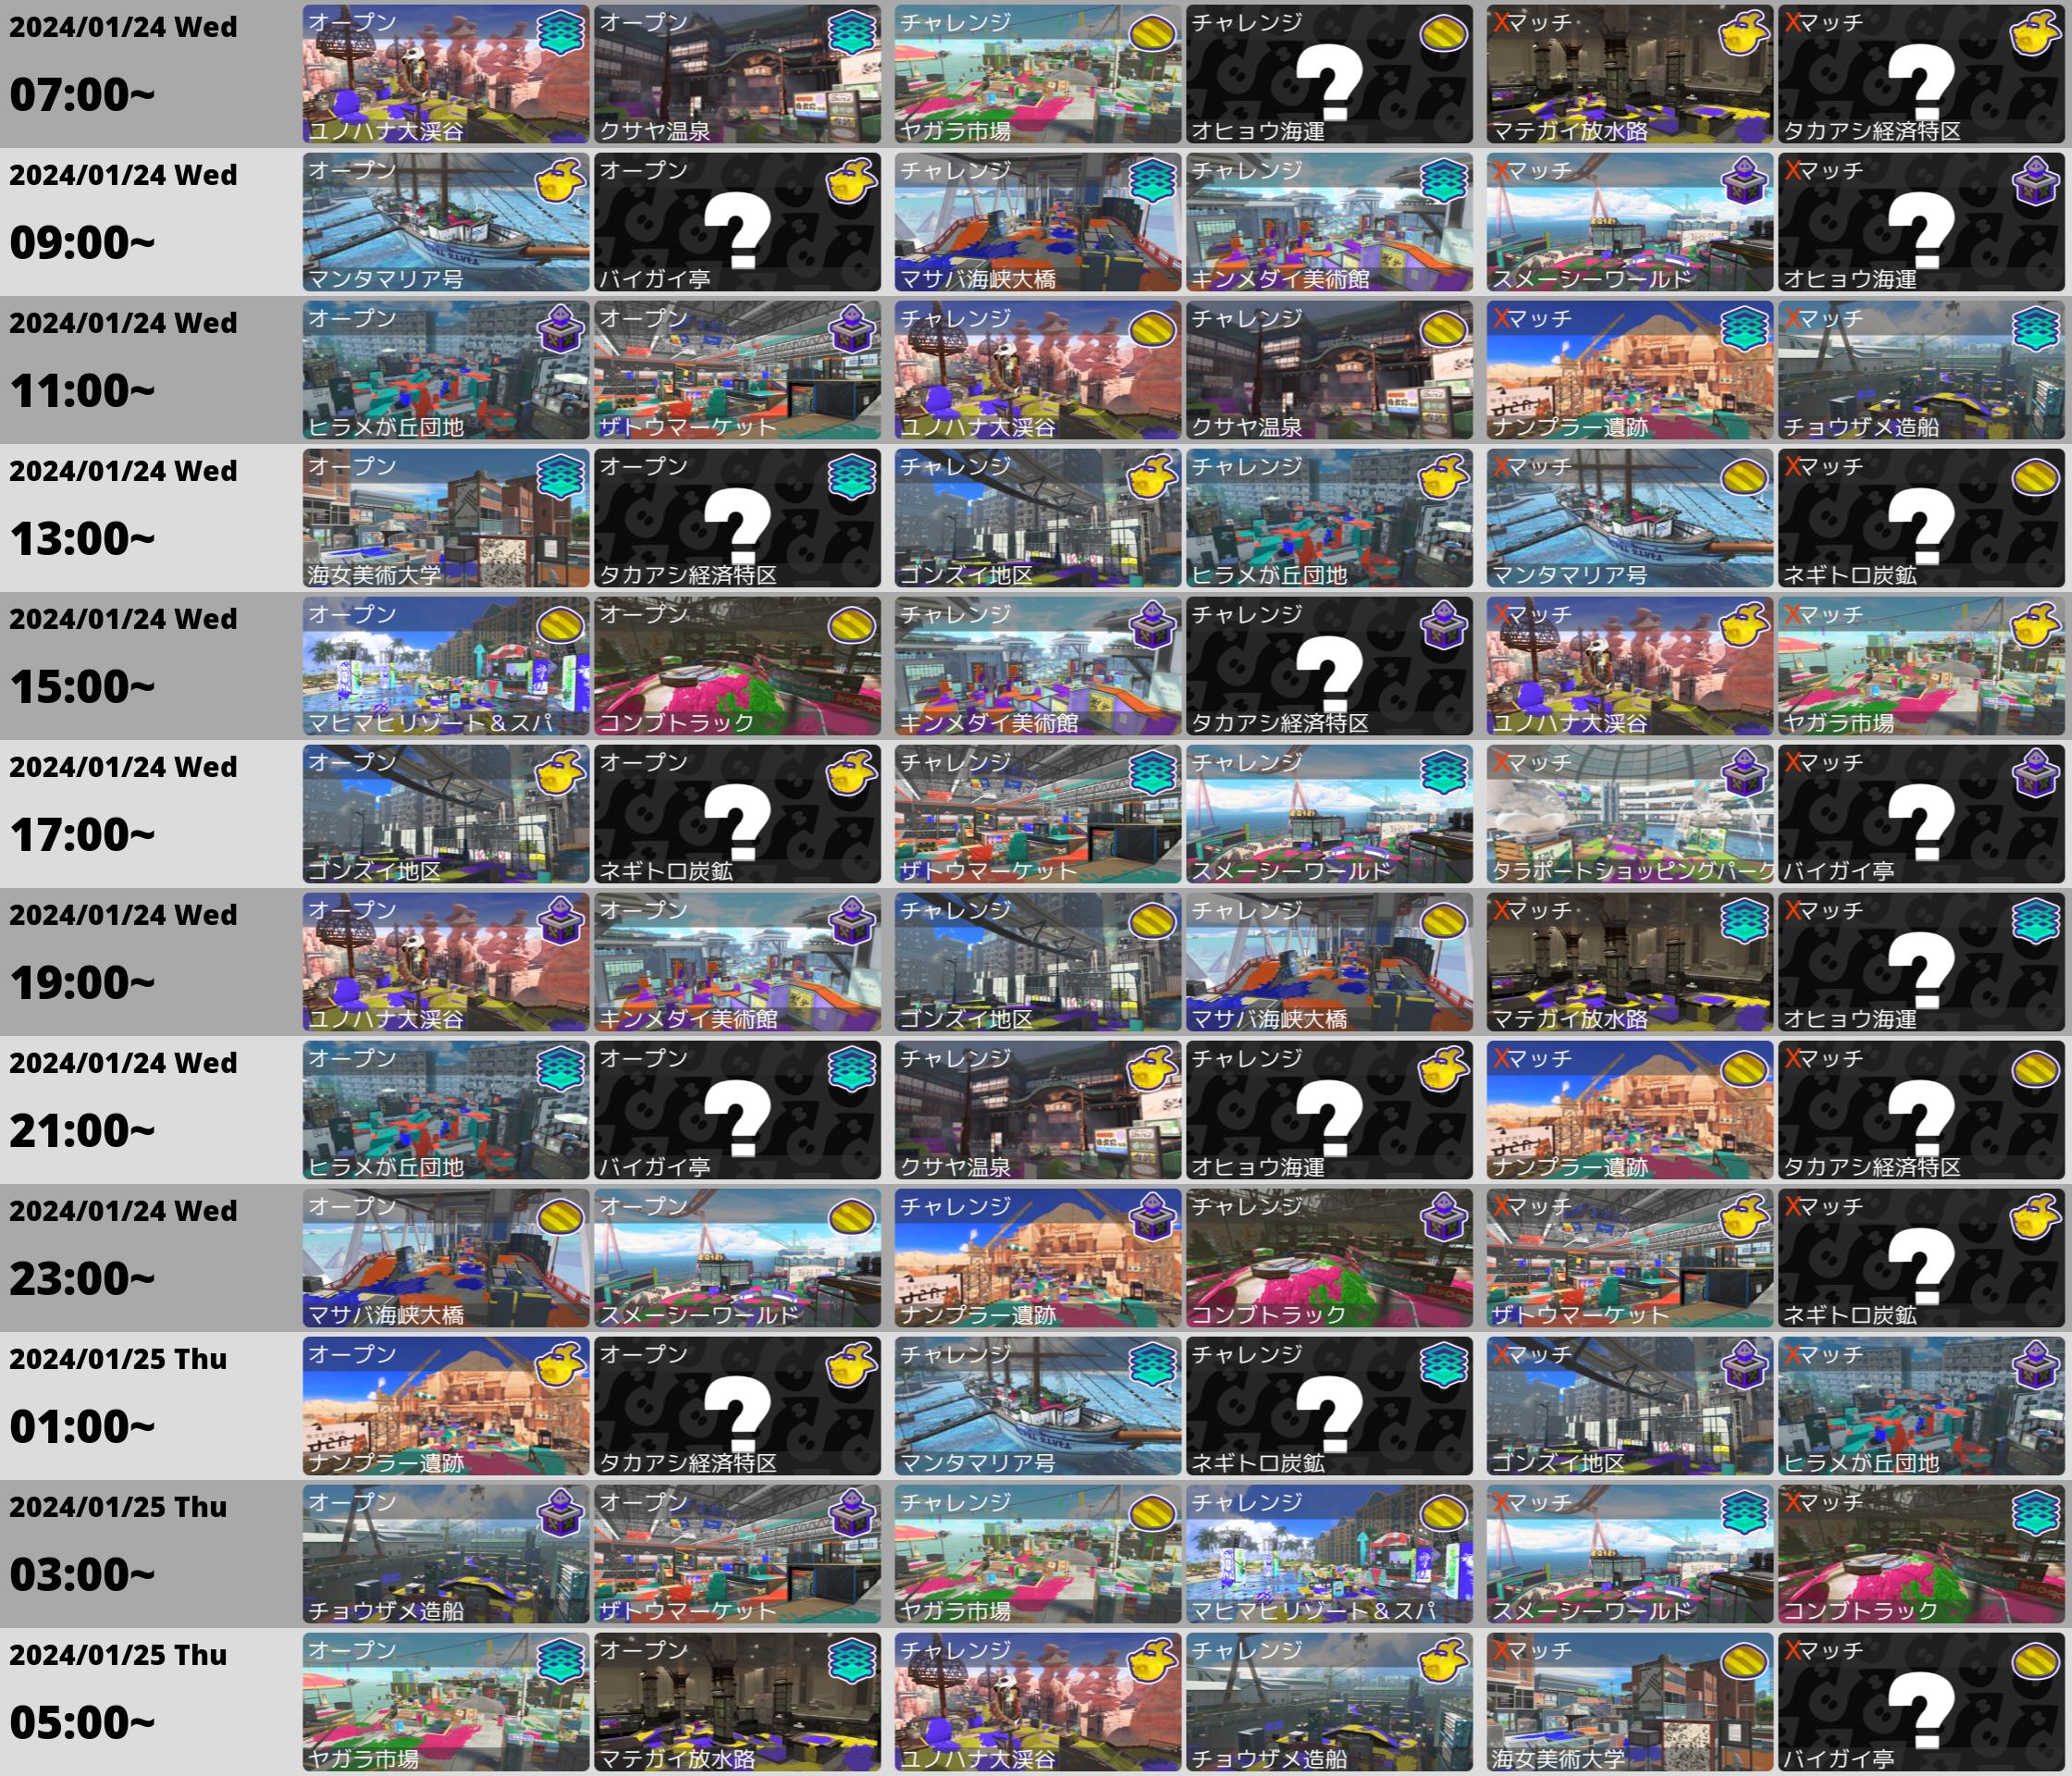 2024/01/24 Wed
07:00~
オープン
ユノハナ大渓谷
オープン
クサヤ温泉
チャレンジ
ヤガラ市場
チャレンジ
?
オヒョウ海運
Xマッチ
マテガイ放水路
Xマッチ
?
タカアシ経済特区
2024/01/24 Wed
09:00~
オープン
マンタマリア号
オープン
?
バイガイ亭
チャレンジ
マサバ海峡大橋
チャレンジ
キンメダイ美術館
Xマッチ
スメーシーワールド
Xマッチ
?
オヒョウ海運
2024/01/24 Wed
11:00~
オープン
ヒラメが丘団地
オープン
ザトウマーケット
チャレンジ
ユノハナ大渓谷
チャレンジ
クサヤ温泉
Xマッチ
ナンプラー遺跡
Xマッチ
チョウザメ造船
2024/01/24 Wed
13:00~
オープン
海女美術大学
オープン
?
タカアシ経済特区
チャレンジ
ゴンズイ地区
チャレンジ
ヒラメが丘団地
Xマッチ
マンタマリア号
Xマッチ
?
ネギトロ炭鉱
2024/01/24 Wed
15:00~
オープン
マヒマヒリゾート＆スパ
オープン
コンブトラック
チャレンジ
キンメダイ美術館
チャレンジ
?
タカアシ経済特区
Xマッチ
ユノハナ大渓谷
Xマッチ
ヤガラ市場
2024/01/24 Wed
17:00~
オープン
ゴンズイ地区
オープン
?
ネギトロ炭鉱
チャレンジ
ザトウマーケット
チャレンジ
スメーシーワールド
Xマッチ
タラポートショッピングパーク
Xマッチ
?
バイガイ亭
2024/01/24 Wed
19:00~
オープン
ユノハナ大渓谷
オープン
キンメダイ美術館
チャレンジ
ゴンズイ地区
チャレンジ
マサバ海峡大橋
Xマッチ
マテガイ放水路
Xマッチ
?
オヒョウ海運
2024/01/24 Wed
21:00~
オープン
ヒラメが丘団地
オープン
?
バイガイ亭
チャレンジ
クサヤ温泉
チャレンジ
?
オヒョウ海運
Xマッチ
ナンプラー遺跡
Xマッチ
?
タカアシ経済特区
2024/01/24 Wed
23:00~
オープン
マサバ海峡大橋
オープン
スメーシーワールド
チャレンジ
ナンプラー遺跡
チャレンジ
コンブトラック
Xマッチ
ザトウマーケット
Xマッチ
?
ネギトロ炭鉱
2024/01/25 Thu
01:00~
オープン
ナンプラー遺跡
オープン
?
タカアシ経済特区
チャレンジ
マンタマリア号
チャレンジ
?
ネギトロ炭鉱
Xマッチ
ゴンズイ地区
Xマッチ
ヒラメが丘団地
2024/01/25 Thu
03:00~
オープン
チョウザメ造船
オープン
ザトウマーケット
チャレンジ
ヤガラ市場
チャレンジ
マヒマヒリゾート＆スパ
Xマッチ
スメーシーワールド
Xマッチ
コンブトラック
2024/01/25 Thu
05:00~
オープン
ヤガラ市場
オープン
マテガイ放水路
チャレンジ
ユノハナ大渓谷
チャレンジ
チョウザメ造船
Xマッチ
海女美術大学
Xマッチ
?
バイガイ亭